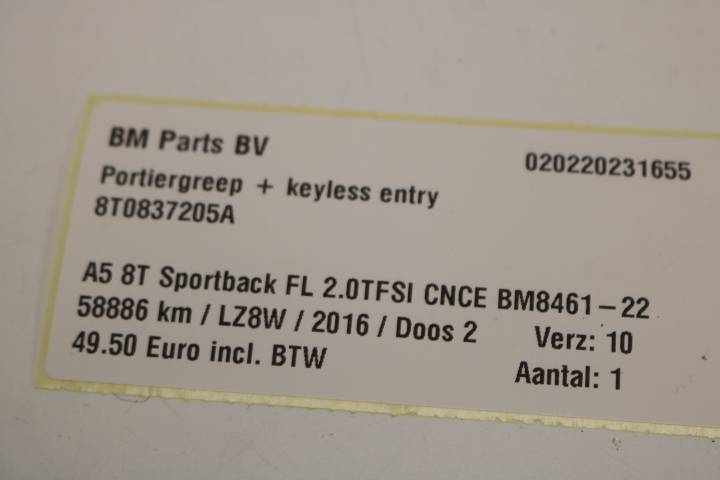 BM Parts BV 020220231655
Portiergreep + keyless entry
8T0837205A
A5 8T Sportback FL 2.0TFSI CNCE BM8461-22
58886 km / LZ8W / 2016 / Doos 2 Verz: 10
49.50 Euro incl. BTW Aantal: 1